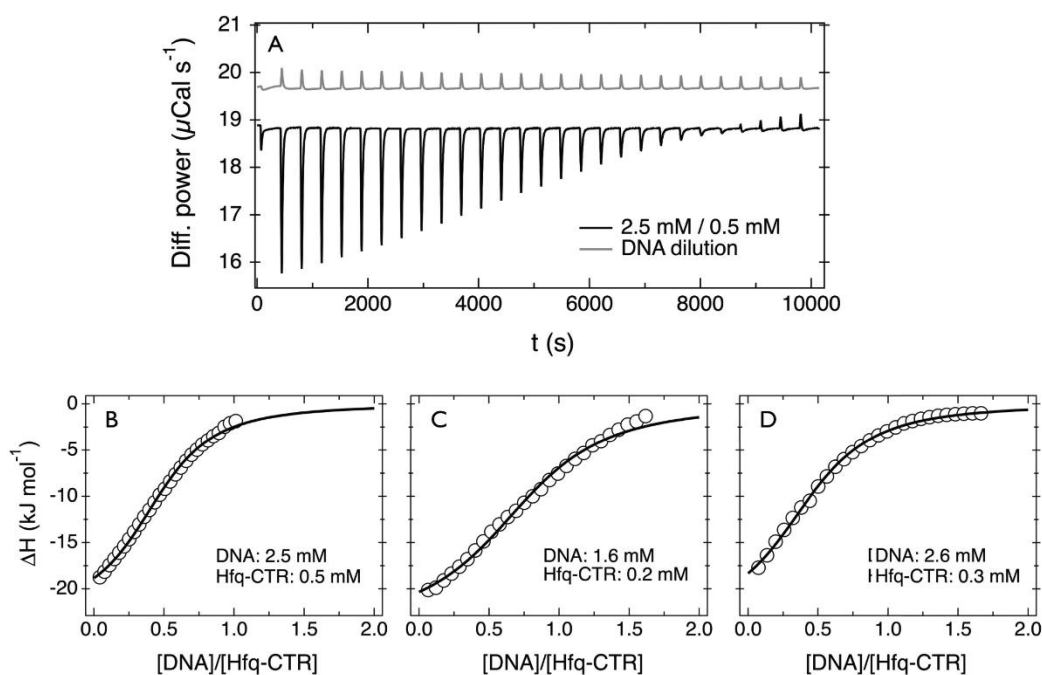 A
21
20
19
18
17
16
Diff. power (µCal s⁻¹)
2.5 mM / 0.5 mM
DNA dilution
0 2000 4000 6000 8000 10000
t (s)
B
C
D
0
-5
-10
-15
-20
ΔH (kJ mol⁻¹)
DNA: 2.5 mM
Hfq-CTR: 0.5 mM
DNA: 1.6 mM
Hfq-CTR: 0.2 mM
DNA: 2.6 mM
Hfq-CTR: 0.3 mM
0.0 0.5 1.0 1.5 2.0
0.0 0.5 1.0 1.5 2.0
0.0 0.5 1.0 1.5 2.0
[DNA]/[Hfq-CTR]
[DNA]/[Hfq-CTR]
[DNA]/[Hfq-CTR]